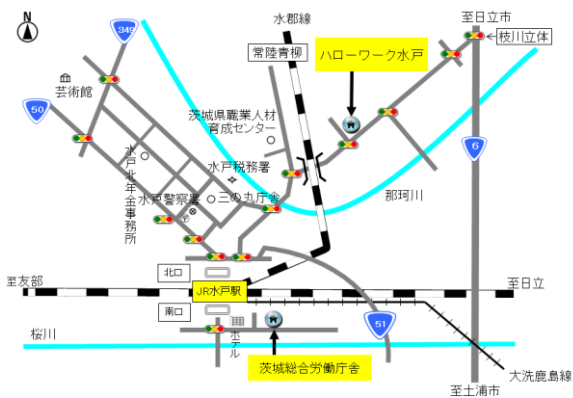 N
349
水郡線
至日立市
枝川立体
常陸青柳
ハローワーク水戸
芸術館
50
茨城県職業人材
育成センター
6
水戸税務署
水戸北年金事務所
水戸警察署
三の丸庁舎
那珂川
北口
至友部
JR水戸駅
至日立
南口
51
ホテル
桜川
茨城総合労働庁舎
大洗鹿島線
至土浦市